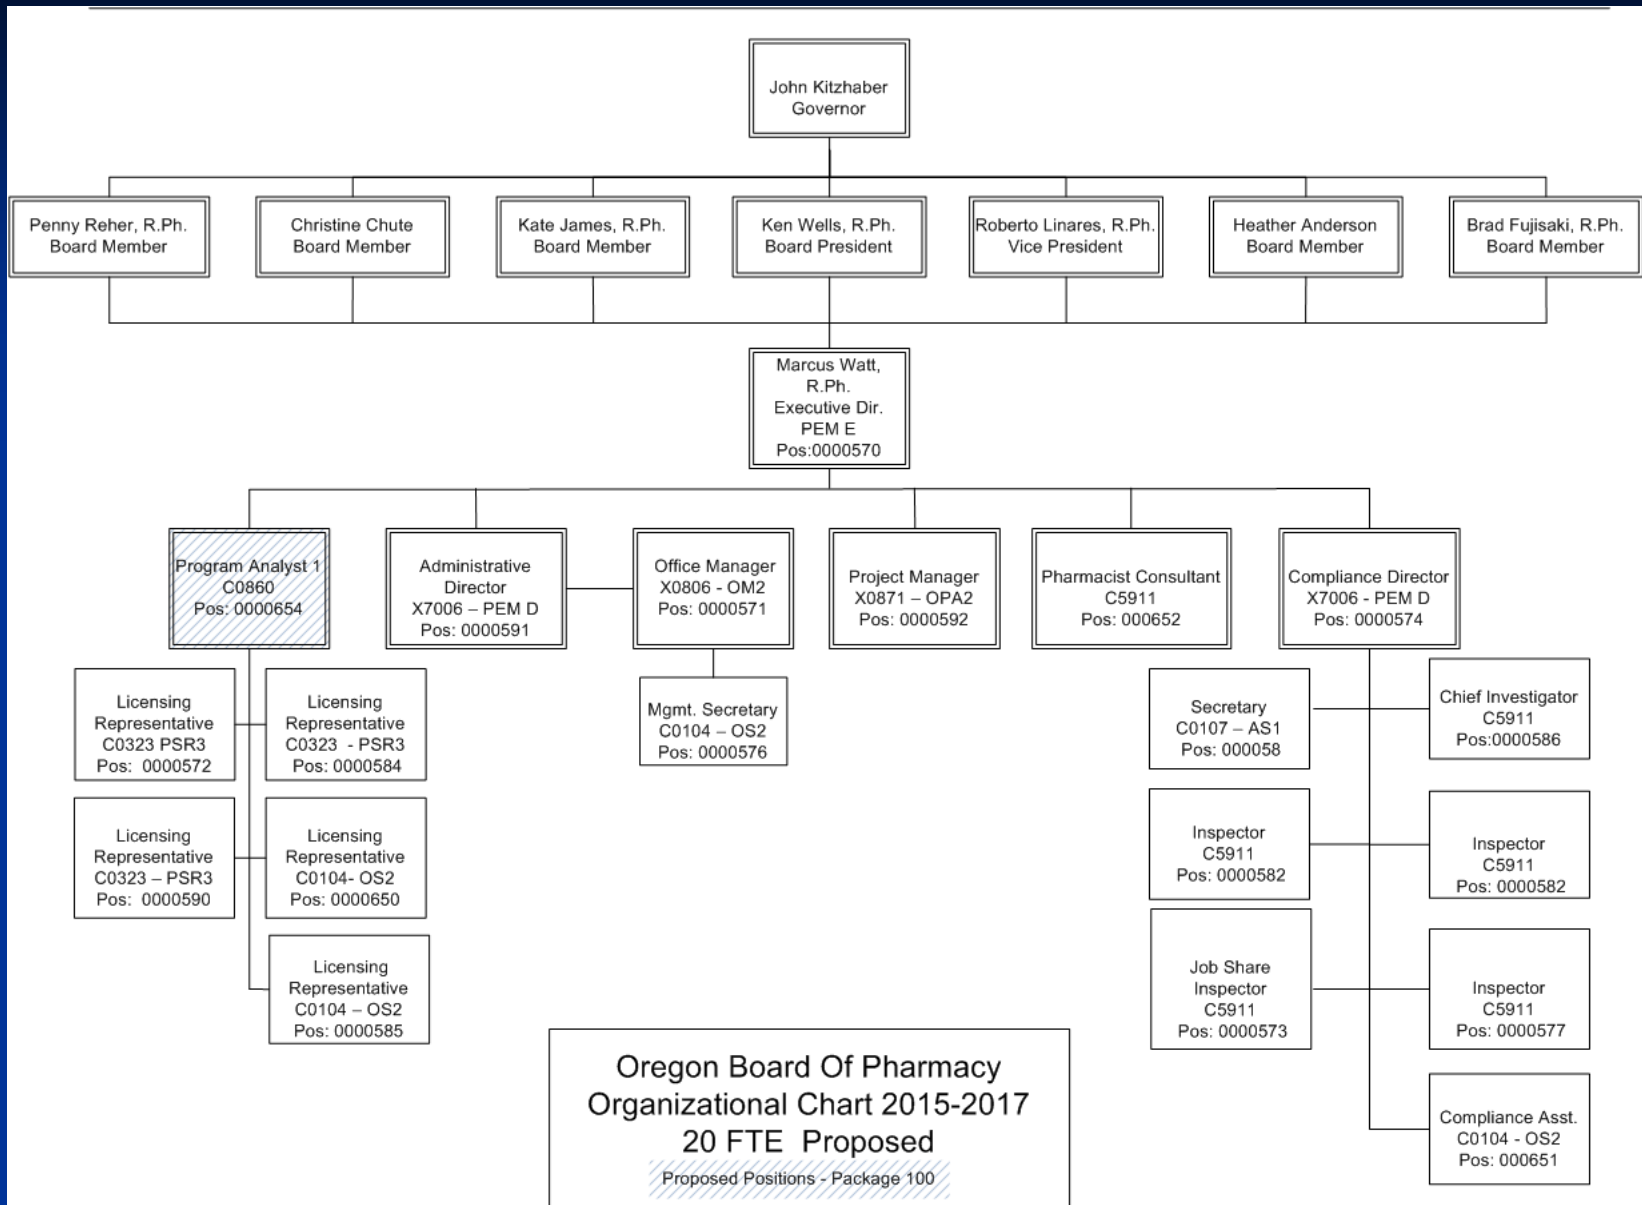 John Kitzhaber
Governor
Penny Reher, R.Ph.
Board Member
Christine Chute
Board Member
Kate James, R.Ph.
Board Member
Ken Wells, R.Ph.
Board President
Roberto Linares, R.Ph.
Vice President
Heather Anderson
Board Member
Brad Fujisaki, R.Ph.
Board Member
Marcus Watt,
R.Ph.
Executive Dir.
PEM E
Pos:0000570
Program Analyst 1
C0860
Pos: 0000654
Administrative
Director
X7006 – PEM D
Pos: 0000591
Office Manager
X0806 - OM2
Pos: 0000571
Project Manager
X0871 – OPA2
Pos: 0000592
Pharmacist Consultant
C5911
Pos: 000652
Compliance Director
X7006 - PEM D
Pos: 0000574
Licensing
Representative
C0323 PSR3
Pos:  0000572
Licensing
Representative
C0323  - PSR3
Pos: 0000584
Mgmt. Secretary
C0104 – OS2
Pos: 0000576
Secretary
C0107 – AS1
Pos: 000058
Chief Investigator
C5911
Pos:0000586
Licensing
Representative
C0323 – PSR3
Pos:  0000590
Licensing
Representative
C0104- OS2
Pos: 0000650
Inspector
C5911
Pos: 0000582
Inspector
C5911
Pos: 0000582
Licensing
Representative
C0104 – OS2
Pos: 0000585
Job Share
Inspector
C5911
Pos: 0000573
Inspector
C5911
Pos: 0000577
Compliance Asst.
C0104 - OS2
Pos: 000651
Oregon Board Of Pharmacy
Organizational Chart 2015-2017
20 FTE  Proposed
Proposed Positions - Package 100